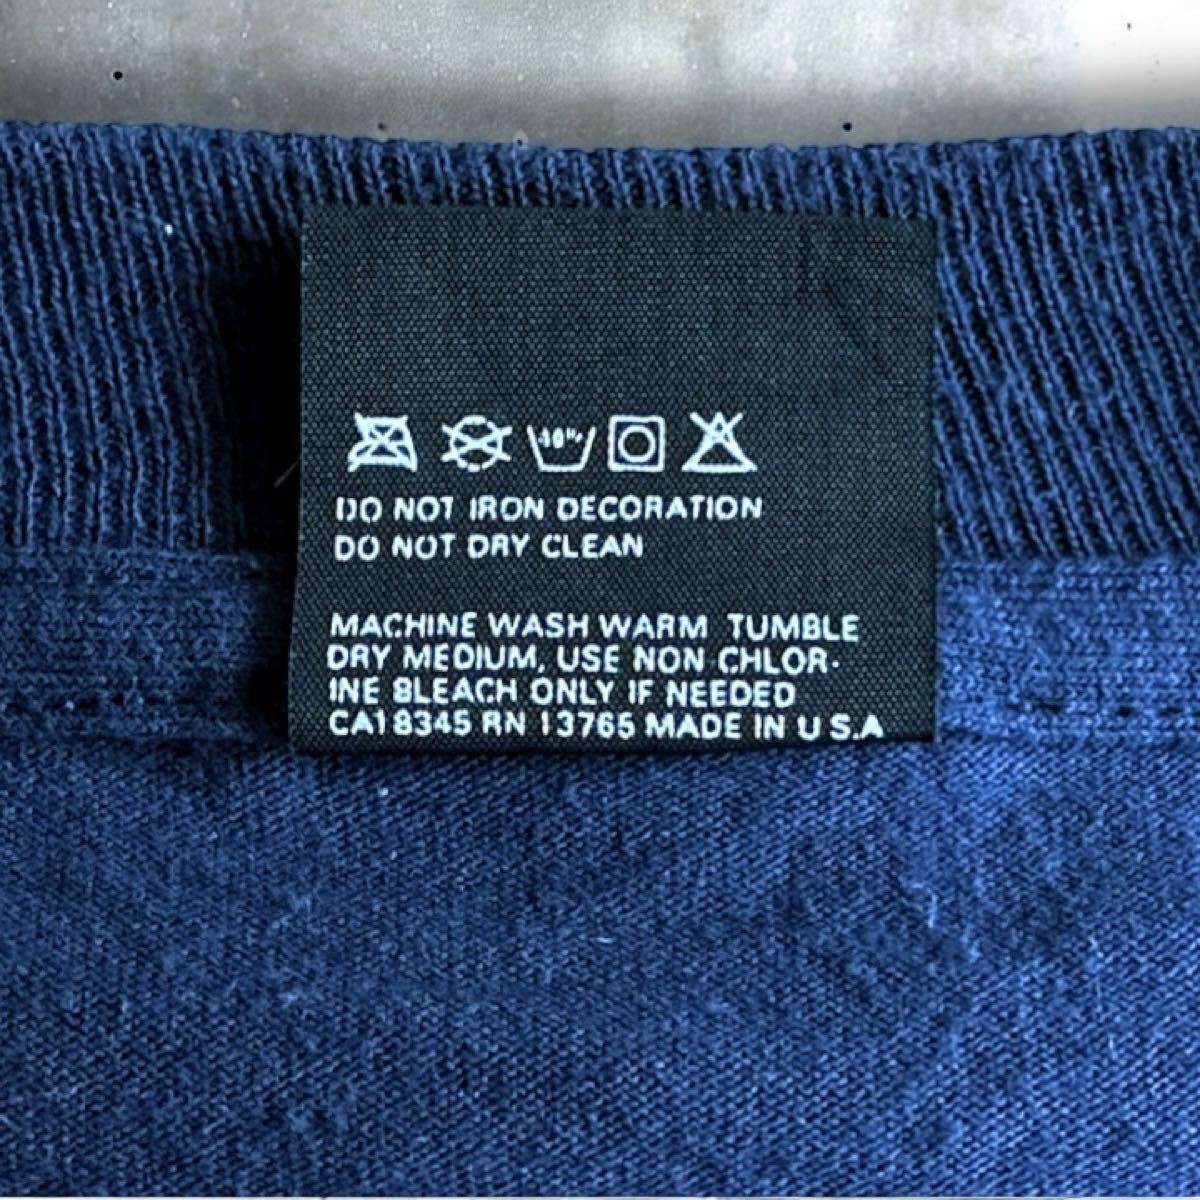 40°
DO NOT IRON DECORATION
DO NOT DRY CLEAN
MACHINE WASH WARM TUMBLE
DRY MEDIUM, USE NON CHLOR-
INE BLEACH ONLY IF NEEDED
CA18345 RN 13765 MADE IN U S.A